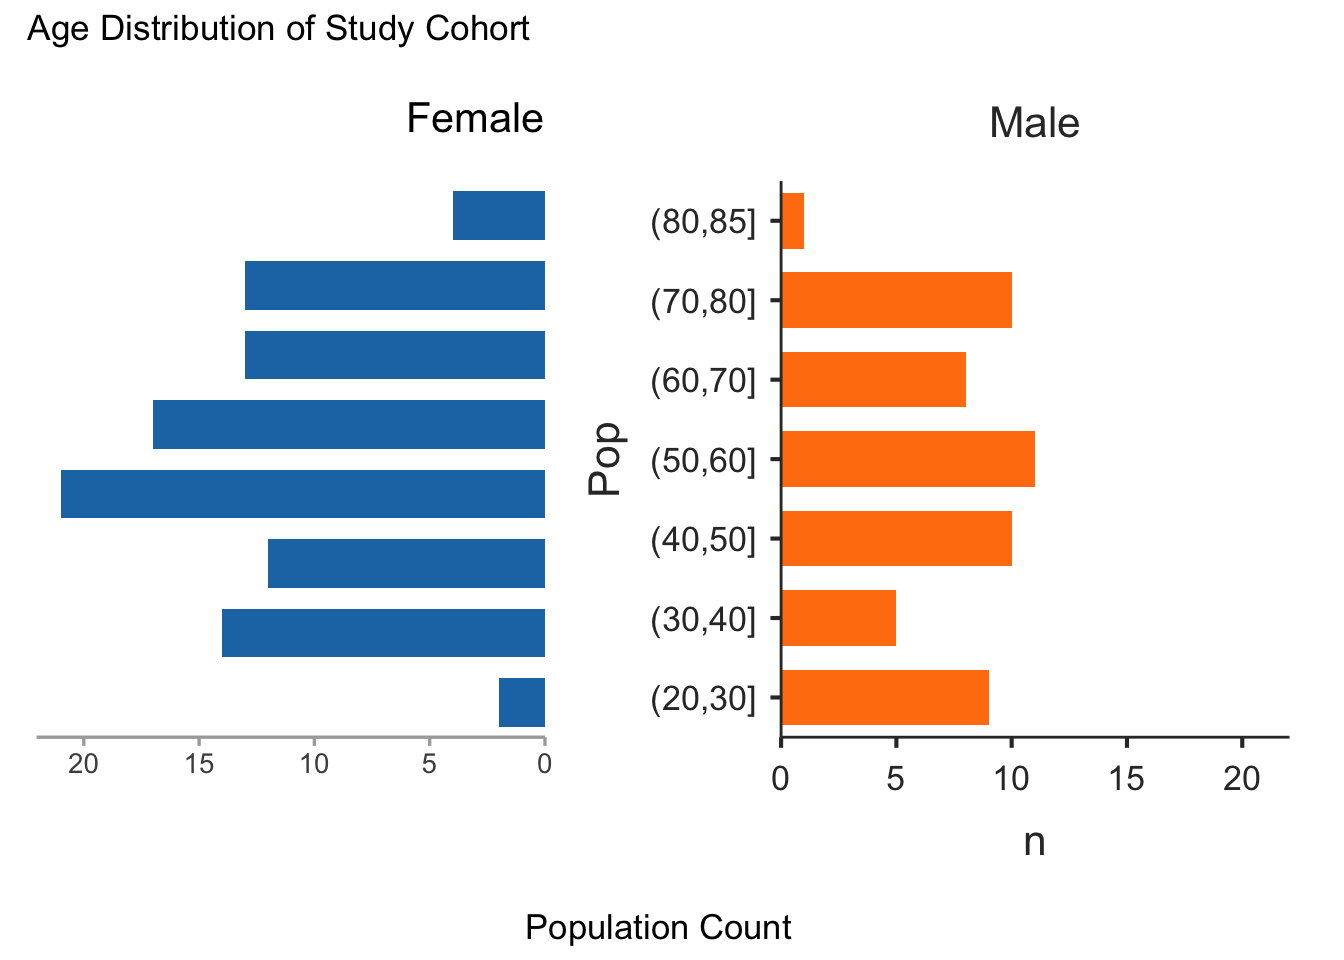 Age Distribution of Study Cohort
Female
Male
20 15 10 5 0
Pop
(80,85]
(70,80]
(60,70]
(50,60]
(40,50]
(30,40]
(20,30]
0 5 10 15 20
n
Population Count